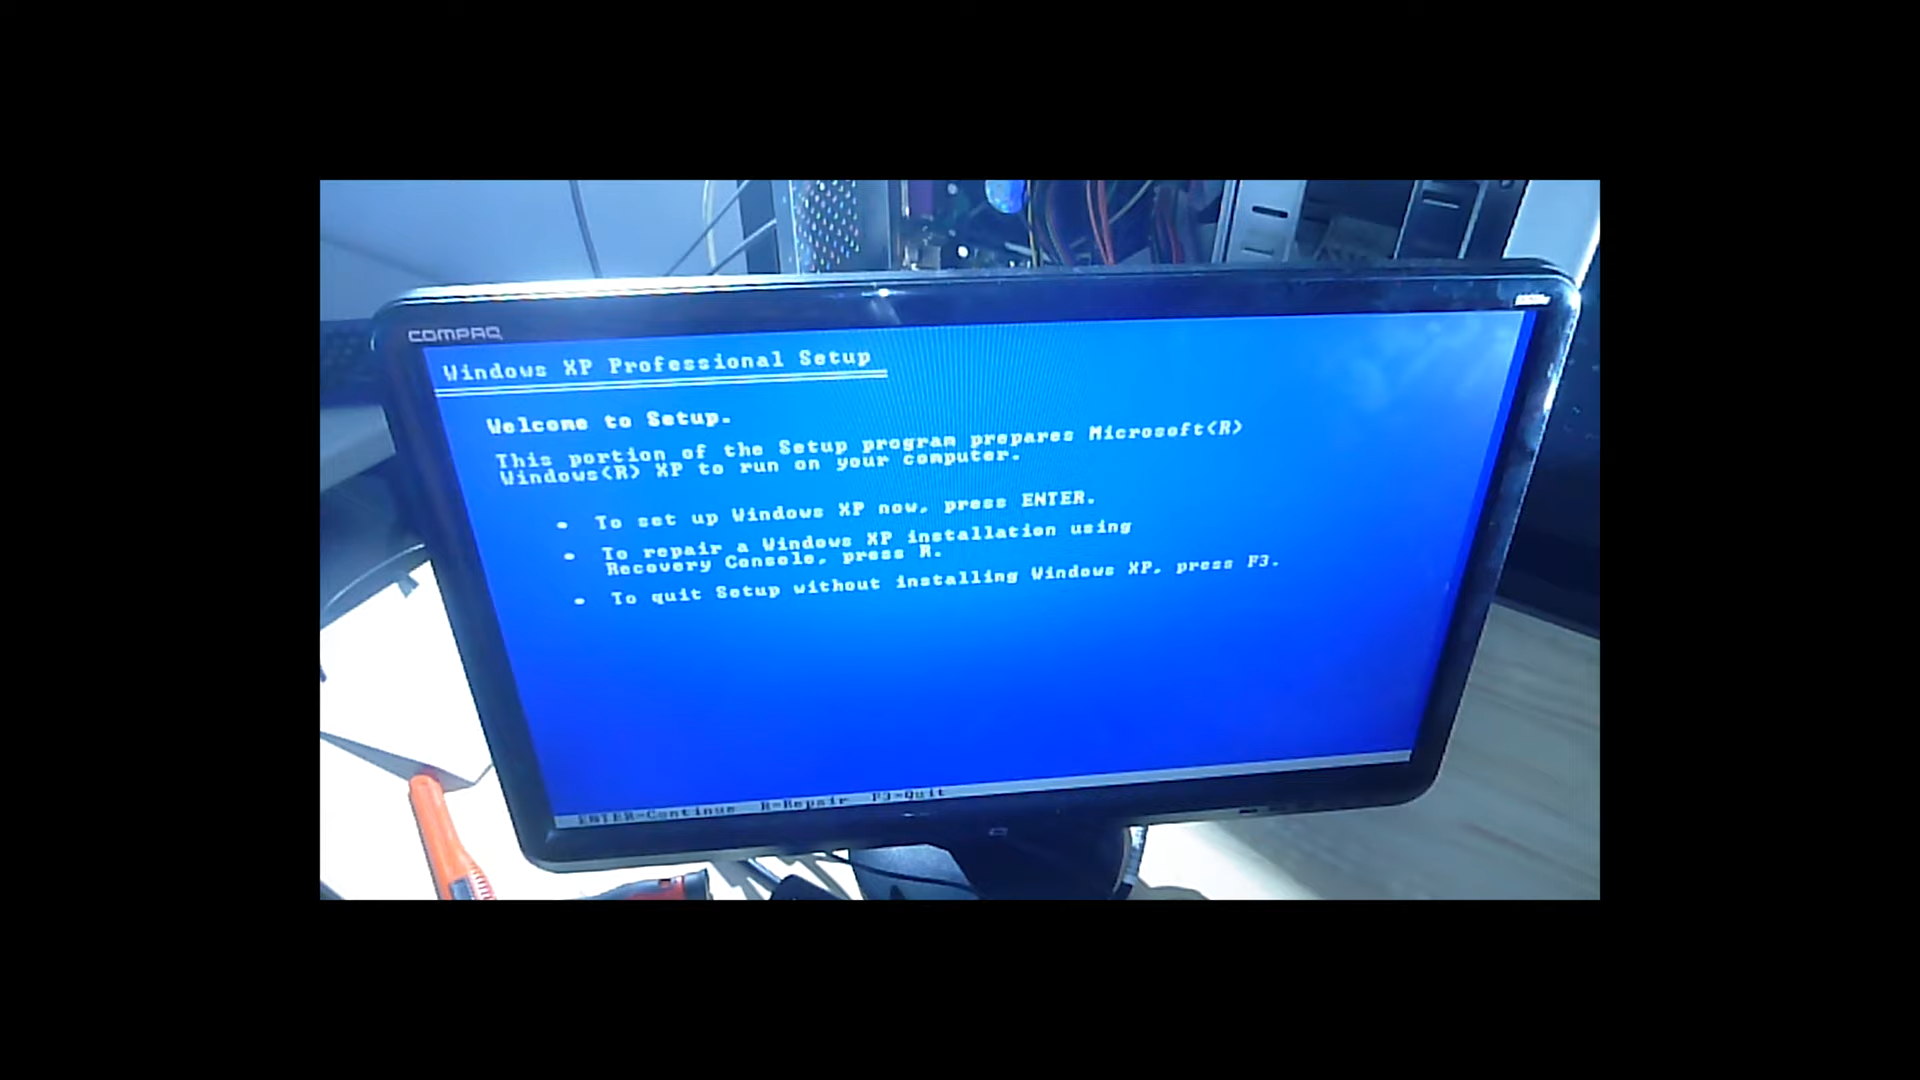 COMPAQ
Windows XP Professional Setup
Welcome to Setup.
This portion of the Setup program prepares Microsoft(R)
Windows(R) XP to run on your computer.
• To set up Windows XP now, press ENTER.
• To repair a Windows XP installation using
Recovery Console, press R.
• To quit Setup without installing Windows XP, press F3.
ENTER=Continue R=Repair F3=Quit